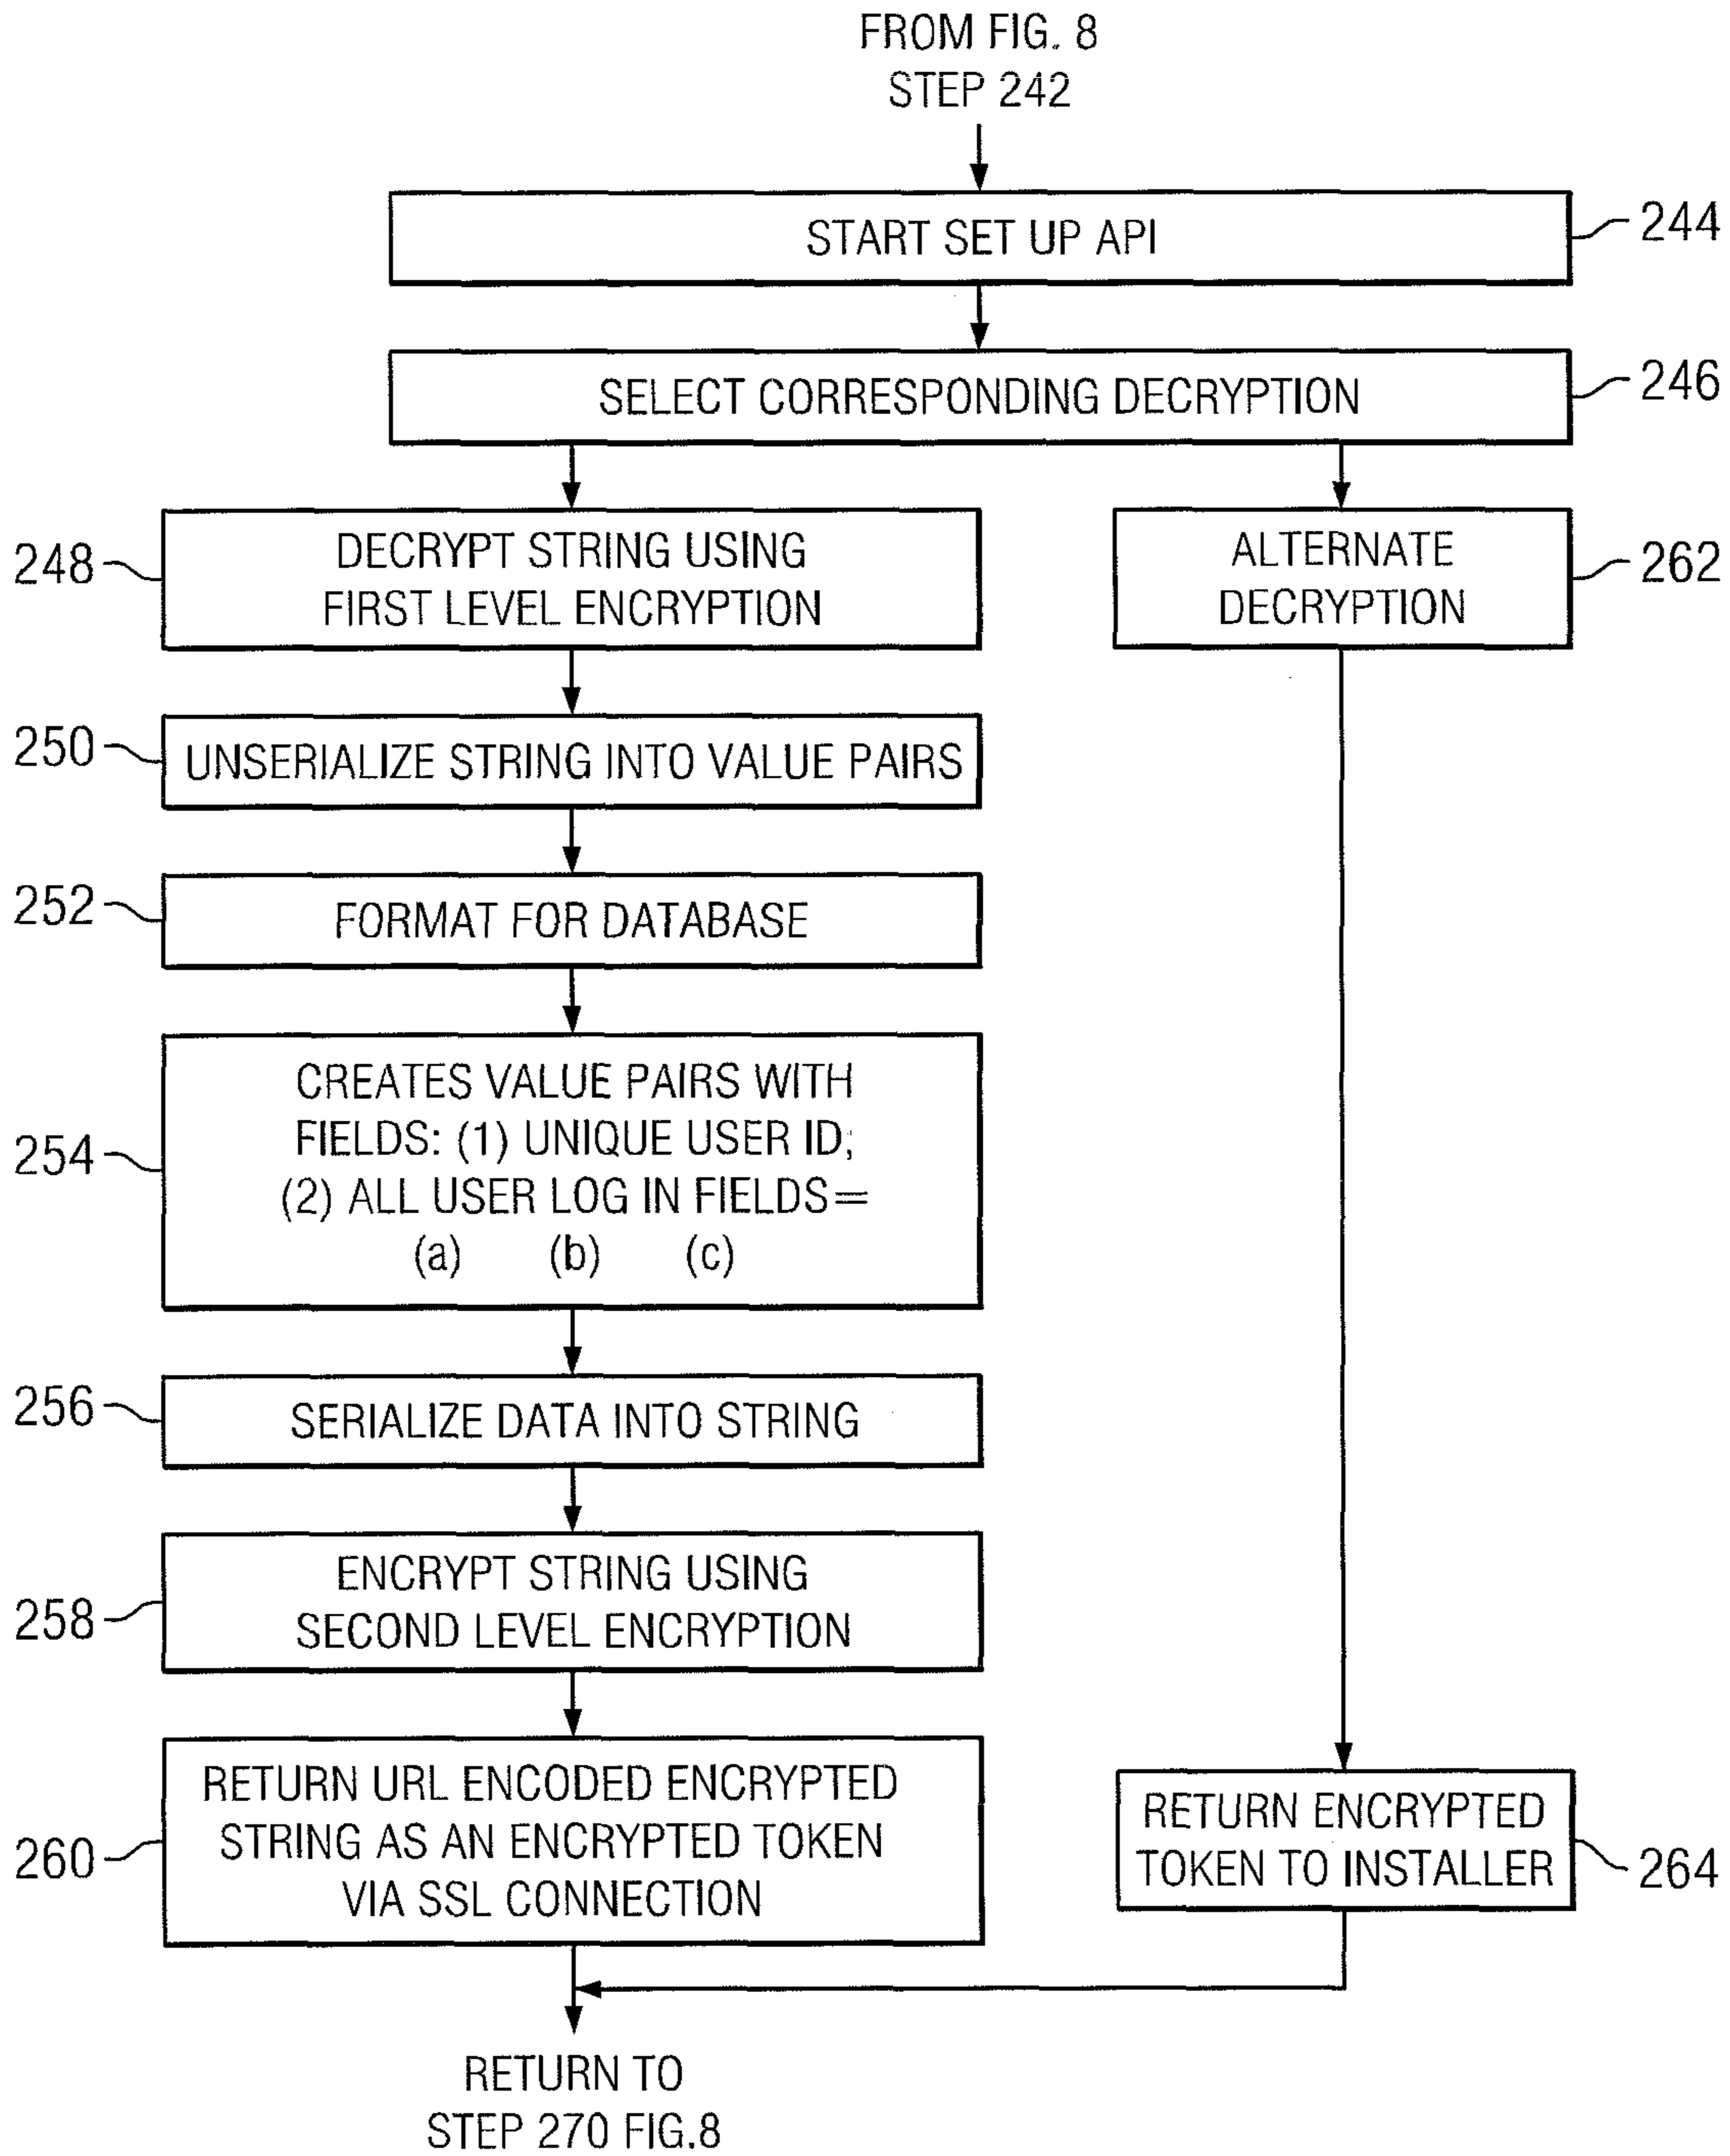 FROM FIG. 8
STEP 242
START SET UP API
244
SELECT CORRESPONDING DECRYPTION
246
248
DECRYPT STRING USING
FIRST LEVEL ENCRYPTION
ALTERNATE
DECRYPTION
262
250
UNSERIALIZE STRING INTO VALUE PAIRS
252
FORMAT FOR DATABASE
254
CREATES VALUE PAIRS WITH
FIELDS: (1) UNIQUE USER ID;
(2) ALL USER LOG IN FIELDS=
(a) (b) (c)
256
SERIALIZE DATA INTO STRING
258
ENCRYPT STRING USING
SECOND LEVEL ENCRYPTION
260
RETURN URL ENCODED ENCRYPTED
STRING AS AN ENCRYPTED TOKEN
VIA SSL CONNECTION
RETURN ENCRYPTED
TOKEN TO INSTALLER
264
RETURN TO
STEP 270 FIG.8